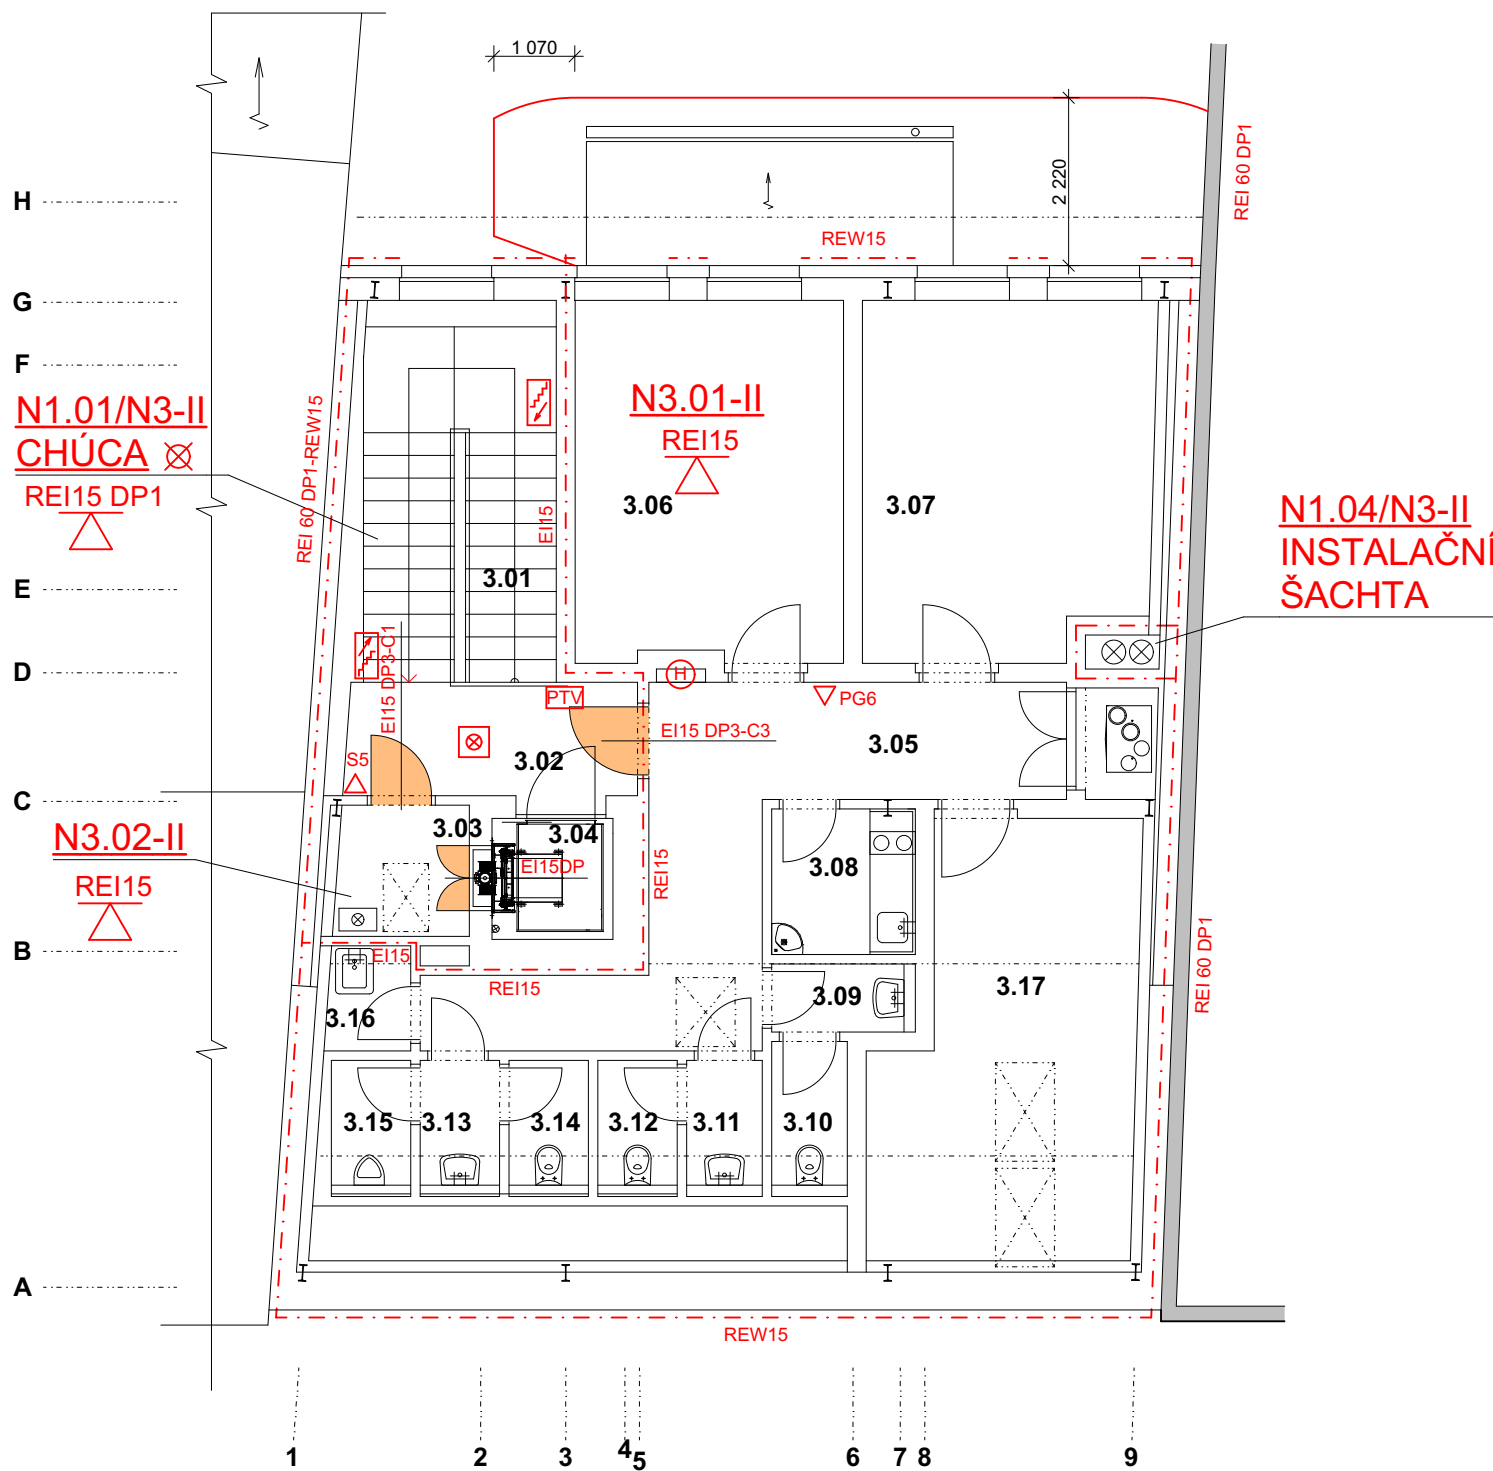 1 070
2 220
REI 60 DP1
H
REW15
G
F
N1.01/N3-II
CHÚCA
REI15 DP1
REI 60 DP1-REW15
N3.01-II
REI15
3.06
3.07
EI15
3.01
N1.04/N3-II
INSTALAČNÍ
ŠACHTA
E
D
EI15 DP3-C1
H
PTV
PG6
EI15 DP3-C3
3.05
3.02
S5
C
N3.02-II
REI15
3.03
3.04
EI15DP
REI15
3.08
B
EI15
REI15
3.16
3.09
3.17
REI 60 DP1
3.15
3.13
3.14
3.12
3.11
3.10
A
REW15
1
2
3
4
5
6
7
8
9